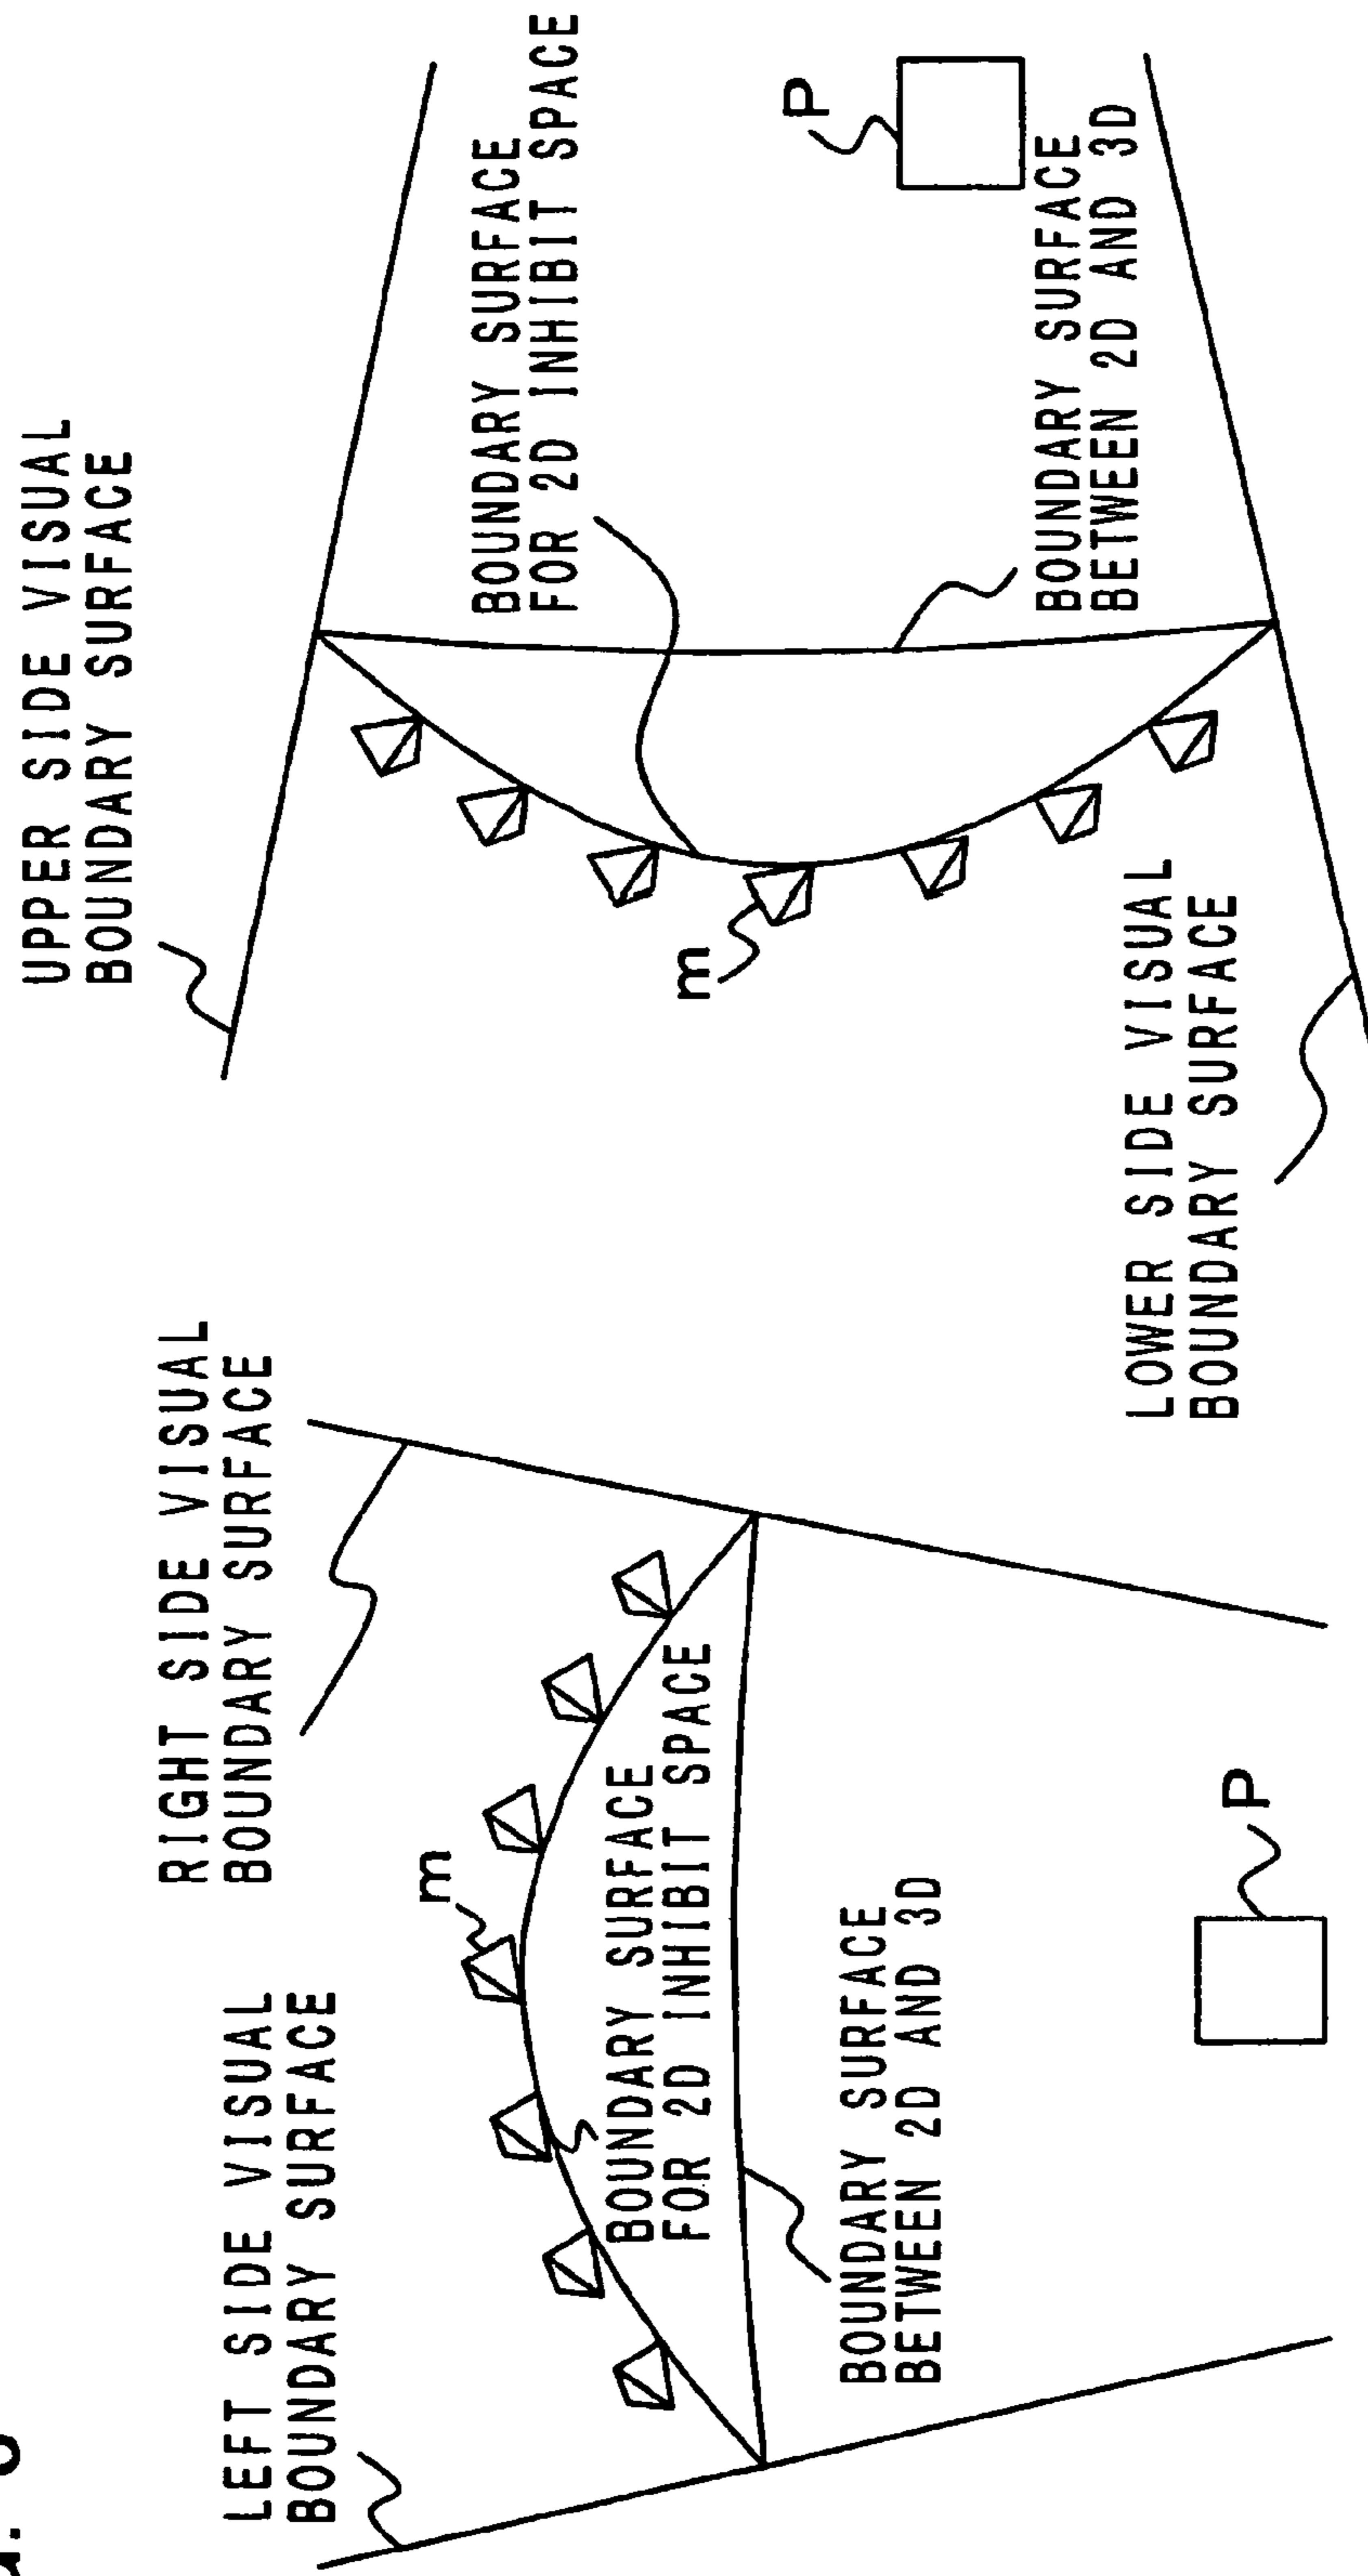 LEFT SIDE VISUAL
BOUNDARY SURFACE
RIGHT SIDE VISUAL
BOUNDARY SURFACE
m
BOUNDARY SURFACE
FOR 2D INHIBIT SPACE
BOUNDARY SURFACE
BETWEEN 2D AND 3D
P
UPPER SIDE VISUAL
BOUNDARY SURFACE
BOUNDARY SURFACE
FOR 2D INHIBIT SPACE
m
P
BOUNDARY SURFACE
BETWEEN 2D AND 3D
LOWER SIDE VISUAL
BOUNDARY SURFACE